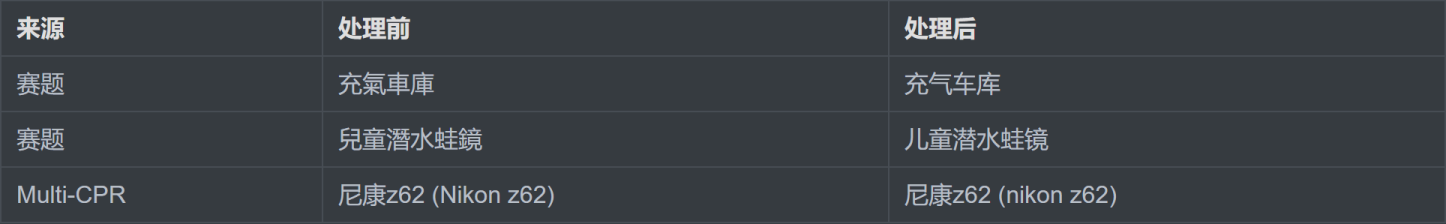 来源 处理前 处理后
赛题 充氣車庫 充气车库
赛题 兒童潛水蛙鏡 儿童潜水蛙镜
Multi-CPR 尼康z62 (Nikon z62) 尼康z62 (nikon z62)